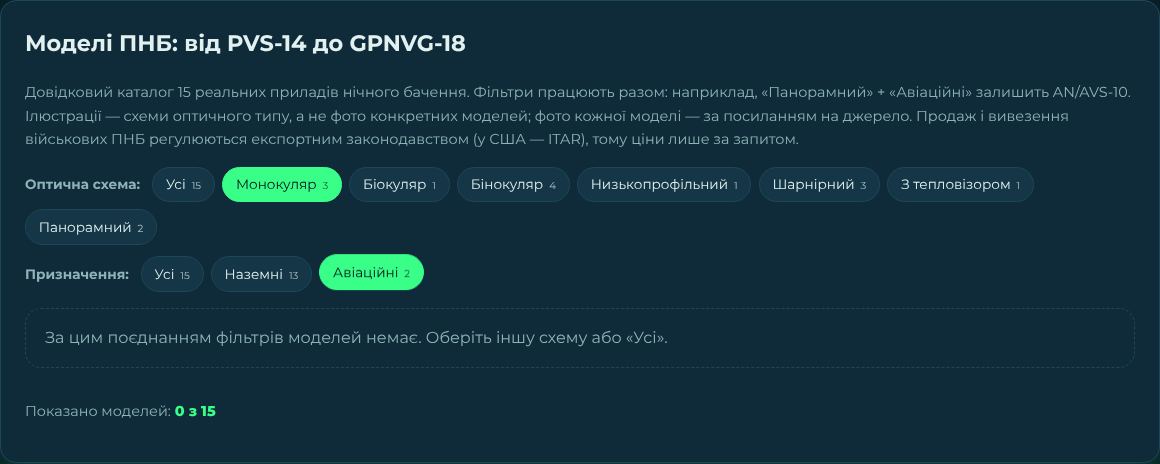 Моделі ПНБ: від PVS-14 до GPNVG-18
Довідковий каталог 15 реальних приладів нічного бачення. Фільтри працюють разом: наприклад, «Панорамний» + «Авіаційні» залишить AN/AVS-10.
Ілюстрації — схеми оптичного типу, а не фото конкретних моделей; фото кожної моделі — за посиланням на джерело. Продаж і вивезення
військових ПНБ регулюються експортним законодавством (у США — ITAR), тому ціни лише за запитом.
Оптична схема: Усі 15 Монокуляр 3 Біокуляр 1 Бінокуляр 4 Низькопрофільний 1 Шарнірний 3 З тепловізором 1
Панорамний 2
Призначення: Усі 15 Наземні 13 Авіаційні 2
За цим поєднанням фільтрів моделей немає. Оберіть іншу схему або «Усі».
Показано моделей: 0 з 15